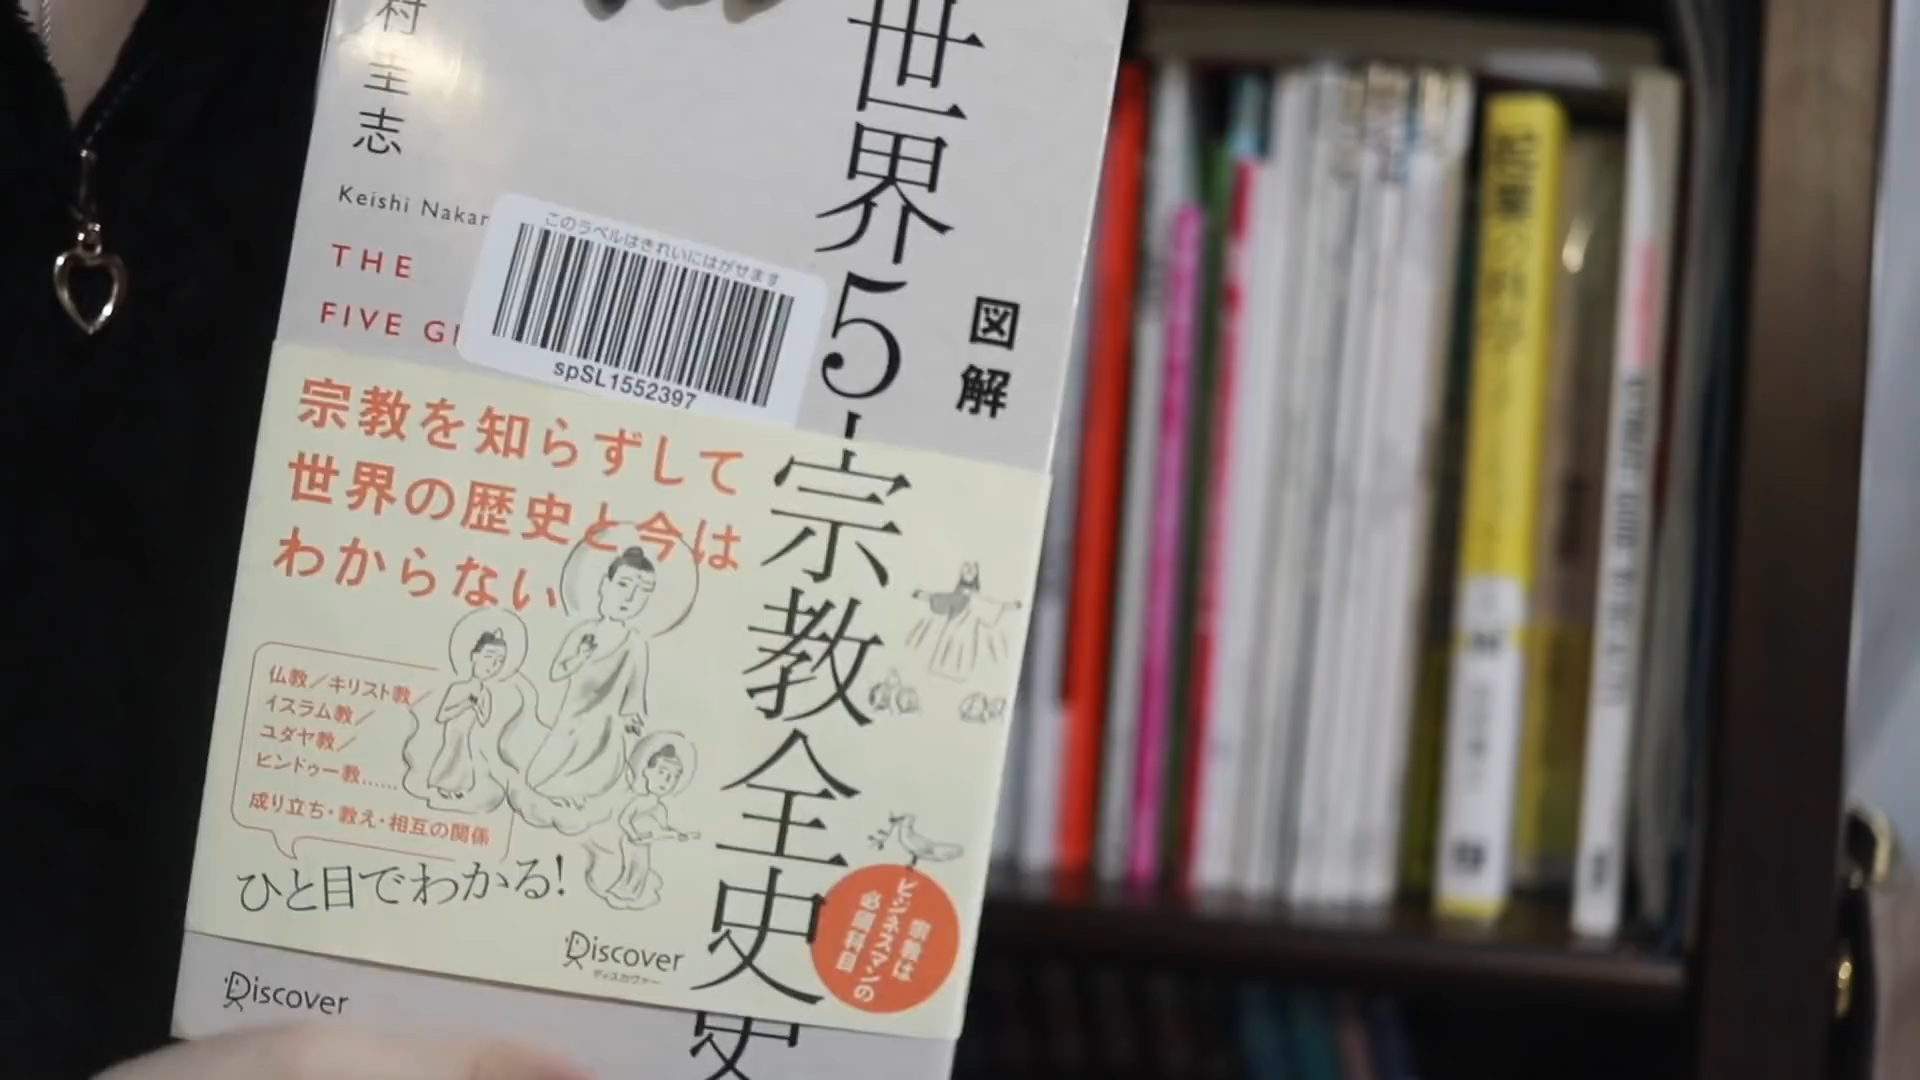 図解
世界5大宗教全史
史
村圭志
Keishi Nakar
THE
FIVE G
このラベルはきれいにはがせます
spSL1552397
宗教を知らずして
世界の歴史と今は
わからない
仏教／キリスト教／
イスラム教／
ユダヤ教／
ヒンドゥー教……
成り立ち・教え・相互の関係
ひと目でわかる!
宗教は
ビジネスマンの
必須科目
Discover
ディスカヴァー
Discover